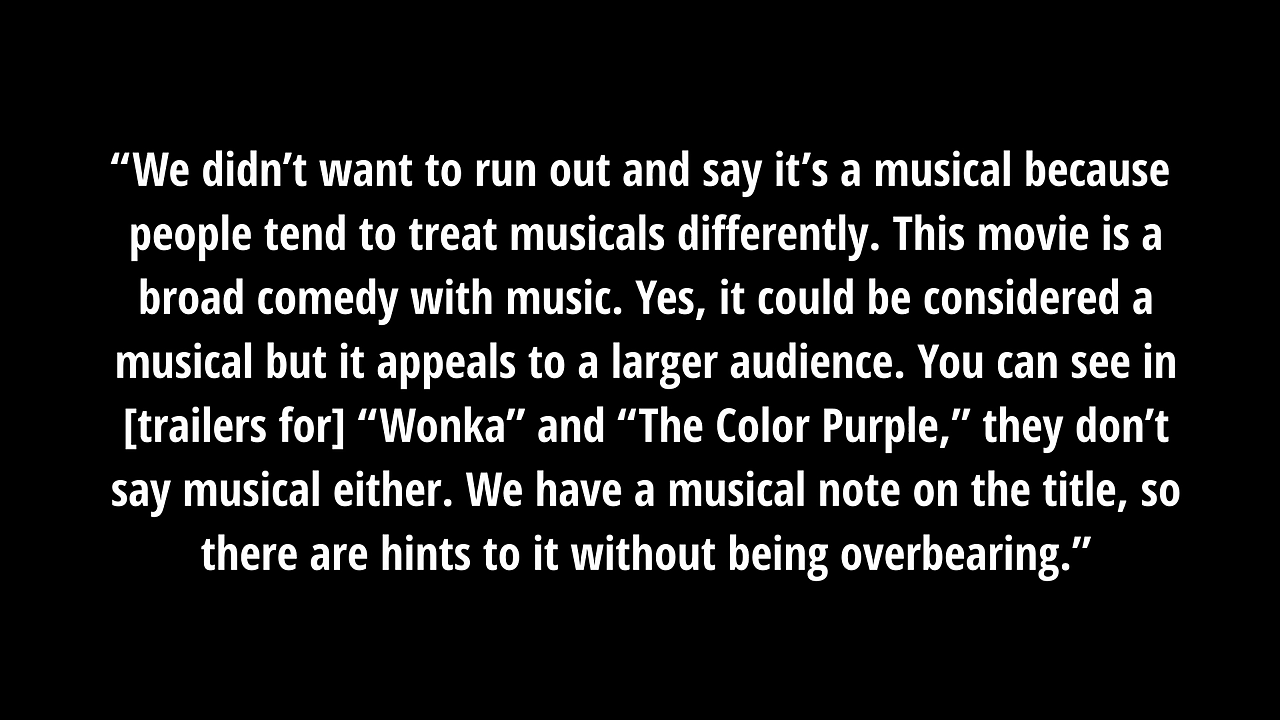 “We didn’t want to run out and say it’s a musical because
people tend to treat musicals differently. This movie is a
broad comedy with music. Yes, it could be considered a
musical but it appeals to a larger audience. You can see in
[trailers for] “Wonka” and “The Color Purple,” they don’t
say musical either. We have a musical note on the title, so
there are hints to it without being overbearing.”